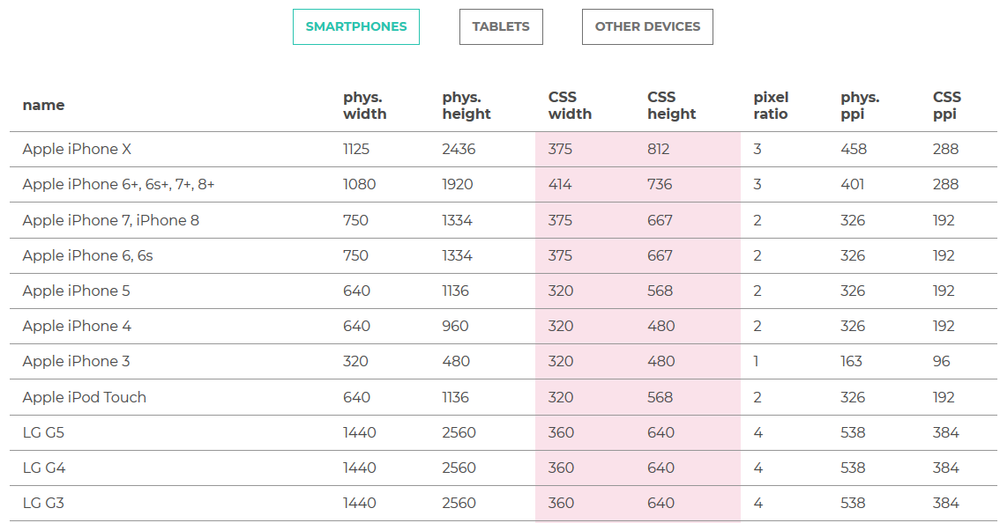 SMARTPHONES TABLETS OTHER DEVICES
name phys. width phys. height CSS width CSS height pixel ratio phys. ppi CSS ppi
Apple iPhone X 1125 2436 375 812 3 458 288
Apple iPhone 6+, 6s+, 7+, 8+ 1080 1920 414 736 3 401 288
Apple iPhone 7, iPhone 8 750 1334 375 667 2 326 192
Apple iPhone 6, 6s 750 1334 375 667 2 326 192
Apple iPhone 5 640 1136 320 568 2 326 192
Apple iPhone 4 640 960 320 480 2 326 192
Apple iPhone 3 320 480 320 480 1 163 96
Apple iPod Touch 640 1136 320 568 2 326 192
LG G5 1440 2560 360 640 4 538 384
LG G4 1440 2560 360 640 4 538 384
LG G3 1440 2560 360 640 4 538 384